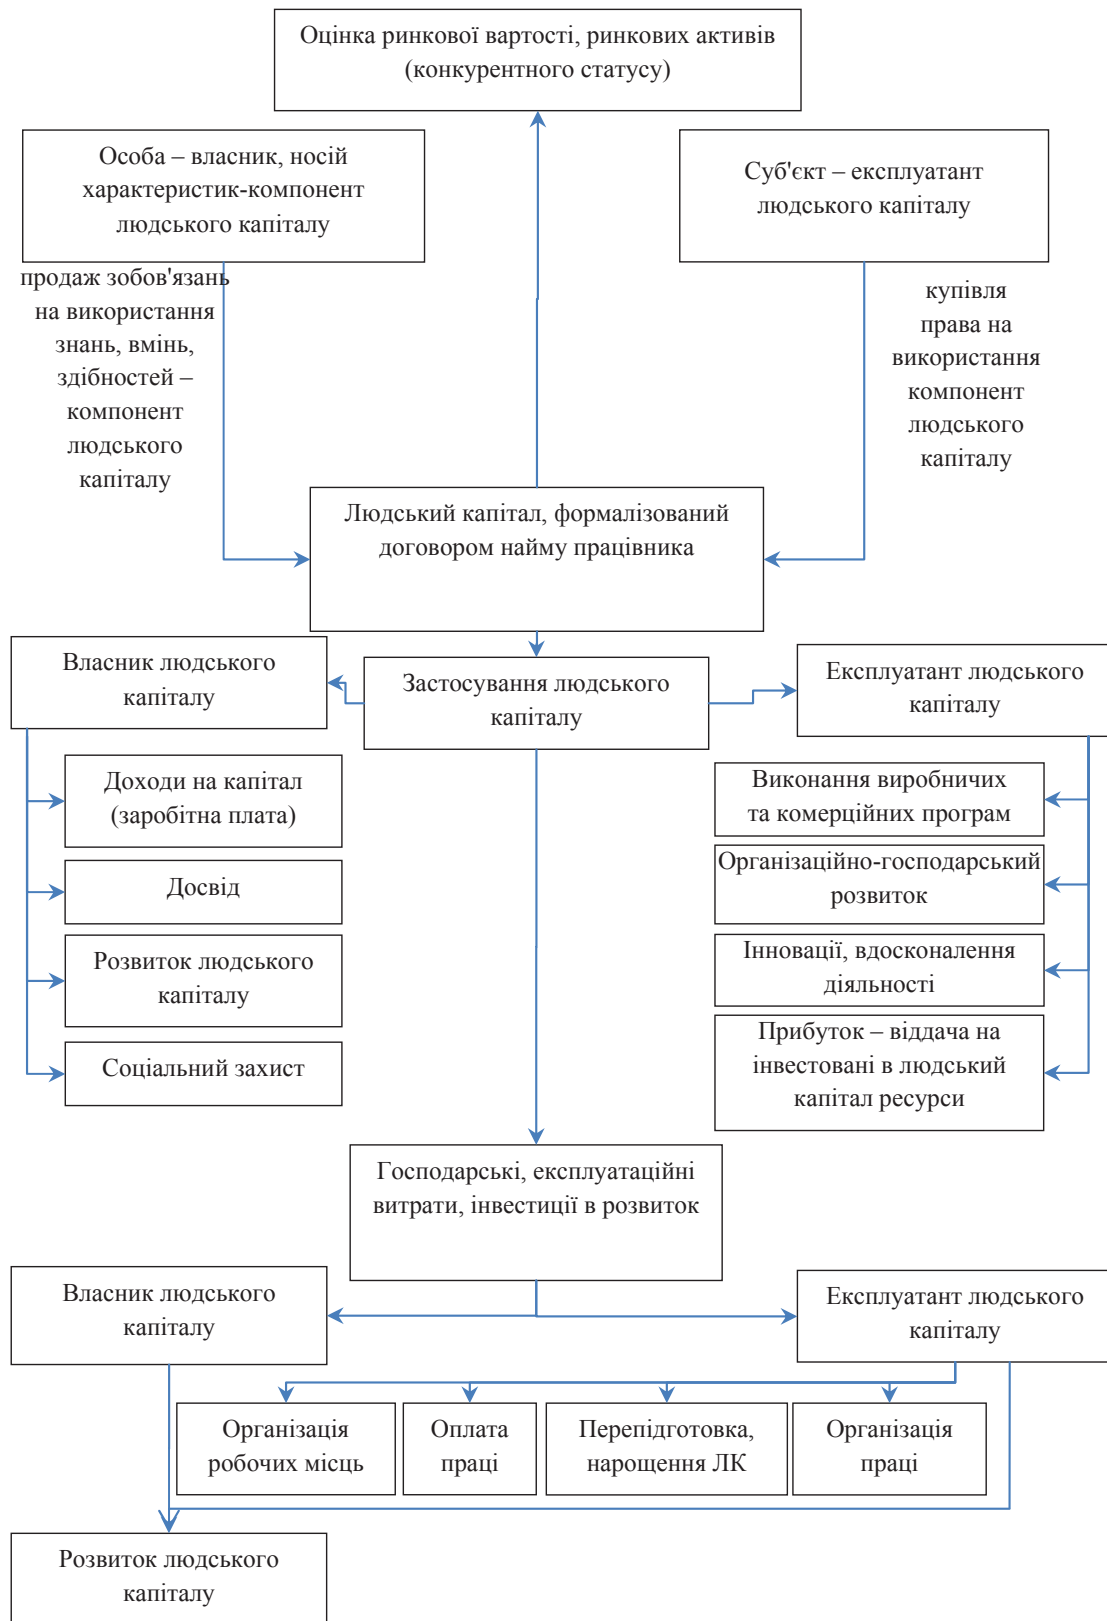 Оцінка ринкової вартості, ринкових активів
(конкурентного статусу)
Особа – власник, носій
характеристик-компонент
людського капіталу
Суб'єкт – експлуатант
людського капіталу
продаж зобов'язань
на використання
знань, вмінь,
здібностей –
компонент
людського
капіталу
купівля
права на
використання
компонент
людського
капіталу
Людський капітал, формалізований
договором найму працівника
Власник людського
капіталу
Застосування людського
капіталу
Експлуатант людського
капіталу
Доходи на капітал
(заробітна плата)
Досвід
Розвиток людського
капіталу
Соціальний захист
Виконання виробничих
та комерційних програм
Організаційно-господарський
розвиток
Інновації, вдосконалення
діяльності
Прибуток – віддача на
інвестовані в людський
капітал ресурси
Господарські, експлуатаційні
витрати, інвестиції в розвиток
Власник людського
капіталу
Експлуатант людського
капіталу
Організація
робочих місць
Оплата
праці
Перепідготовка,
нарощення ЛК
Організація
праці
Розвиток людського
капіталу